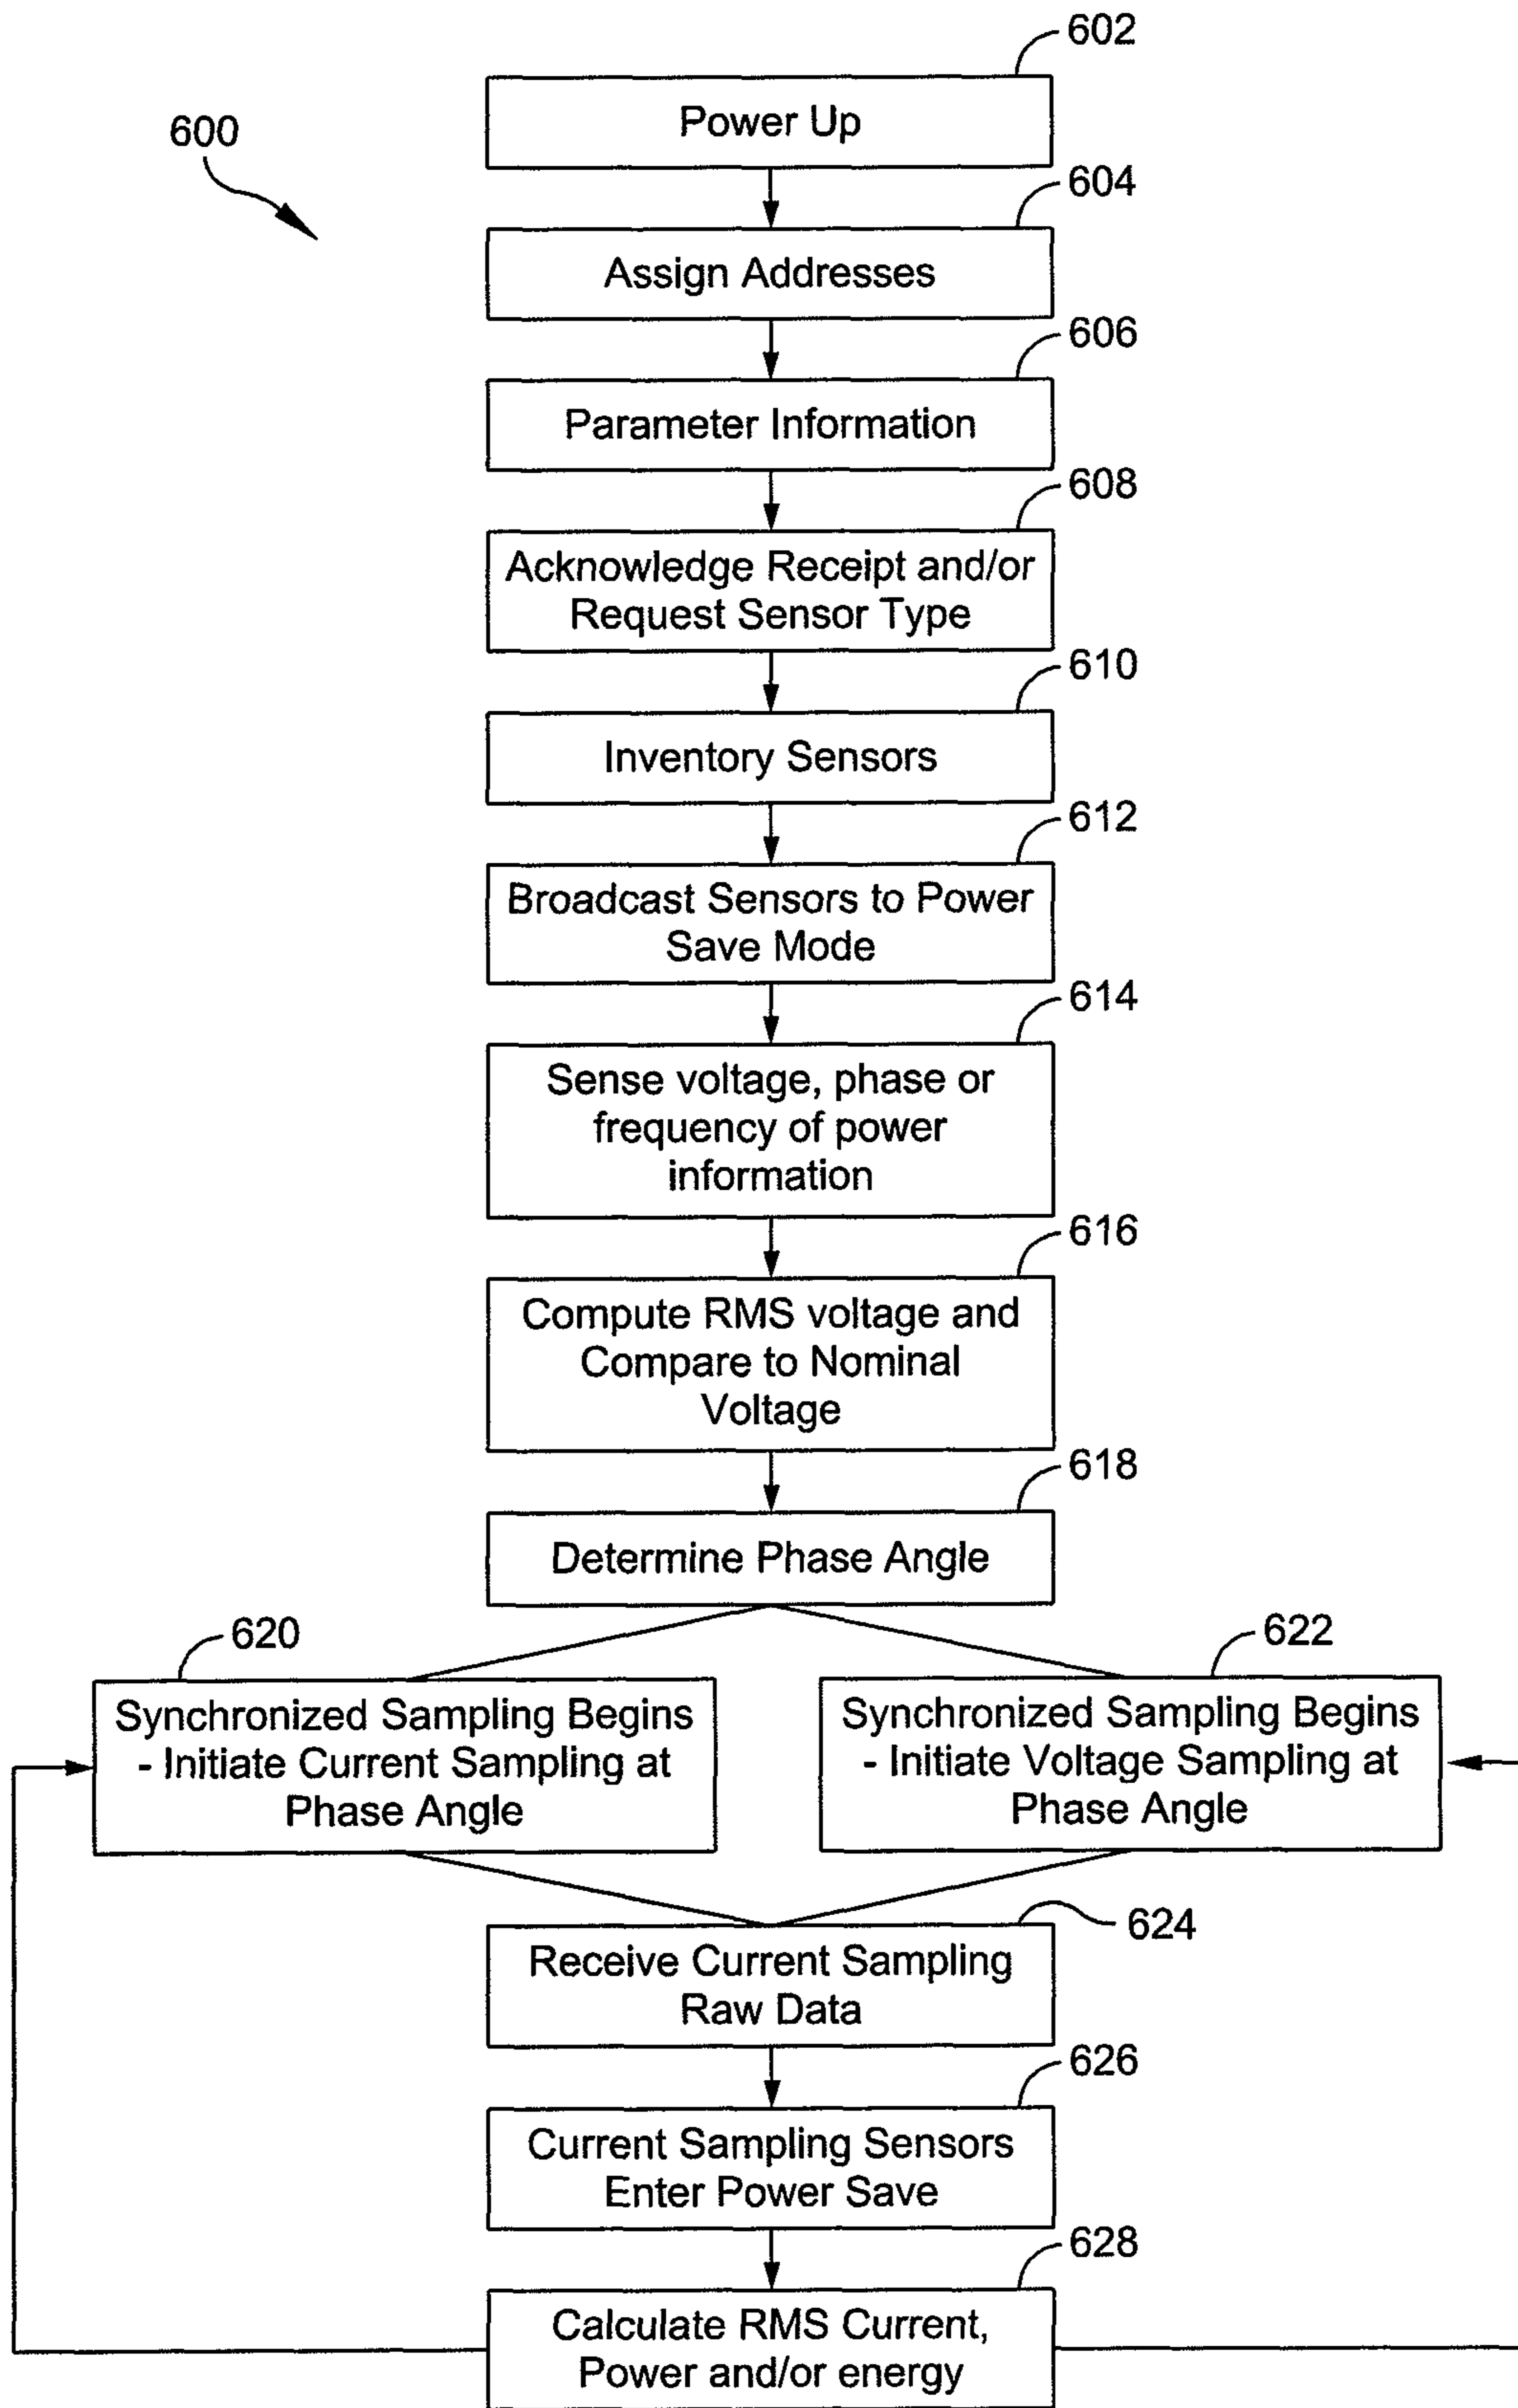 602
Power Up
600
604
Assign Addresses
606
Parameter Information
608
Acknowledge Receipt and/or
Request Sensor Type
610
Inventory Sensors
612
Broadcast Sensors to Power
Save Mode
614
Sense voltage, phase or
frequency of power
information
616
Compute RMS voltage and
Compare to Nominal
Voltage
618
Determine Phase Angle
620
Synchronized Sampling Begins
- Initiate Current Sampling at
Phase Angle
622
Synchronized Sampling Begins
- Initiate Voltage Sampling at
Phase Angle
624
Receive Current Sampling
Raw Data
626
Current Sampling Sensors
Enter Power Save
628
Calculate RMS Current,
Power and/or energy